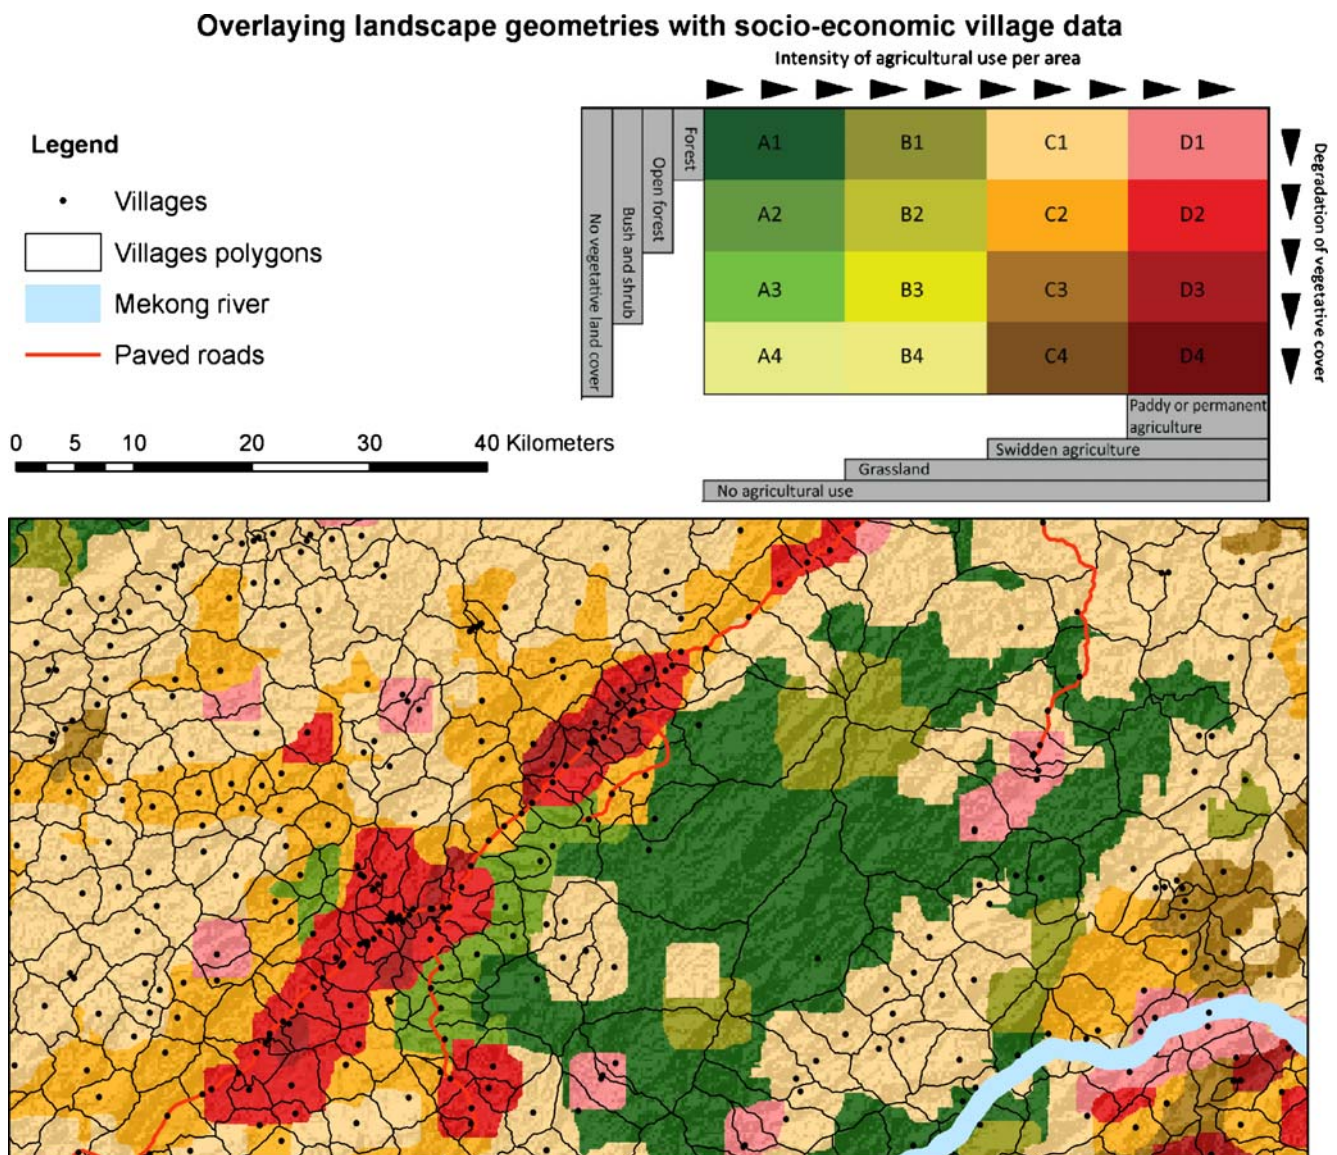 Overlaying landscape geometries with socio-economic village data
Intensity of agricultural use per area
Legend
Villages
Villages polygons
Mekong river
Paved roads
0 5 10 20 30 40 Kilometers
No vegetative land cover
Bush and shrub
Open forest
Forest
A1 B1 C1 D1
A2 B2 C2 D2
A3 B3 C3 D3
A4 B4 C4 D4
Degradation of vegetative cover
Paddy or permanent
agriculture
Swidden agriculture
Grassland
No agricultural use